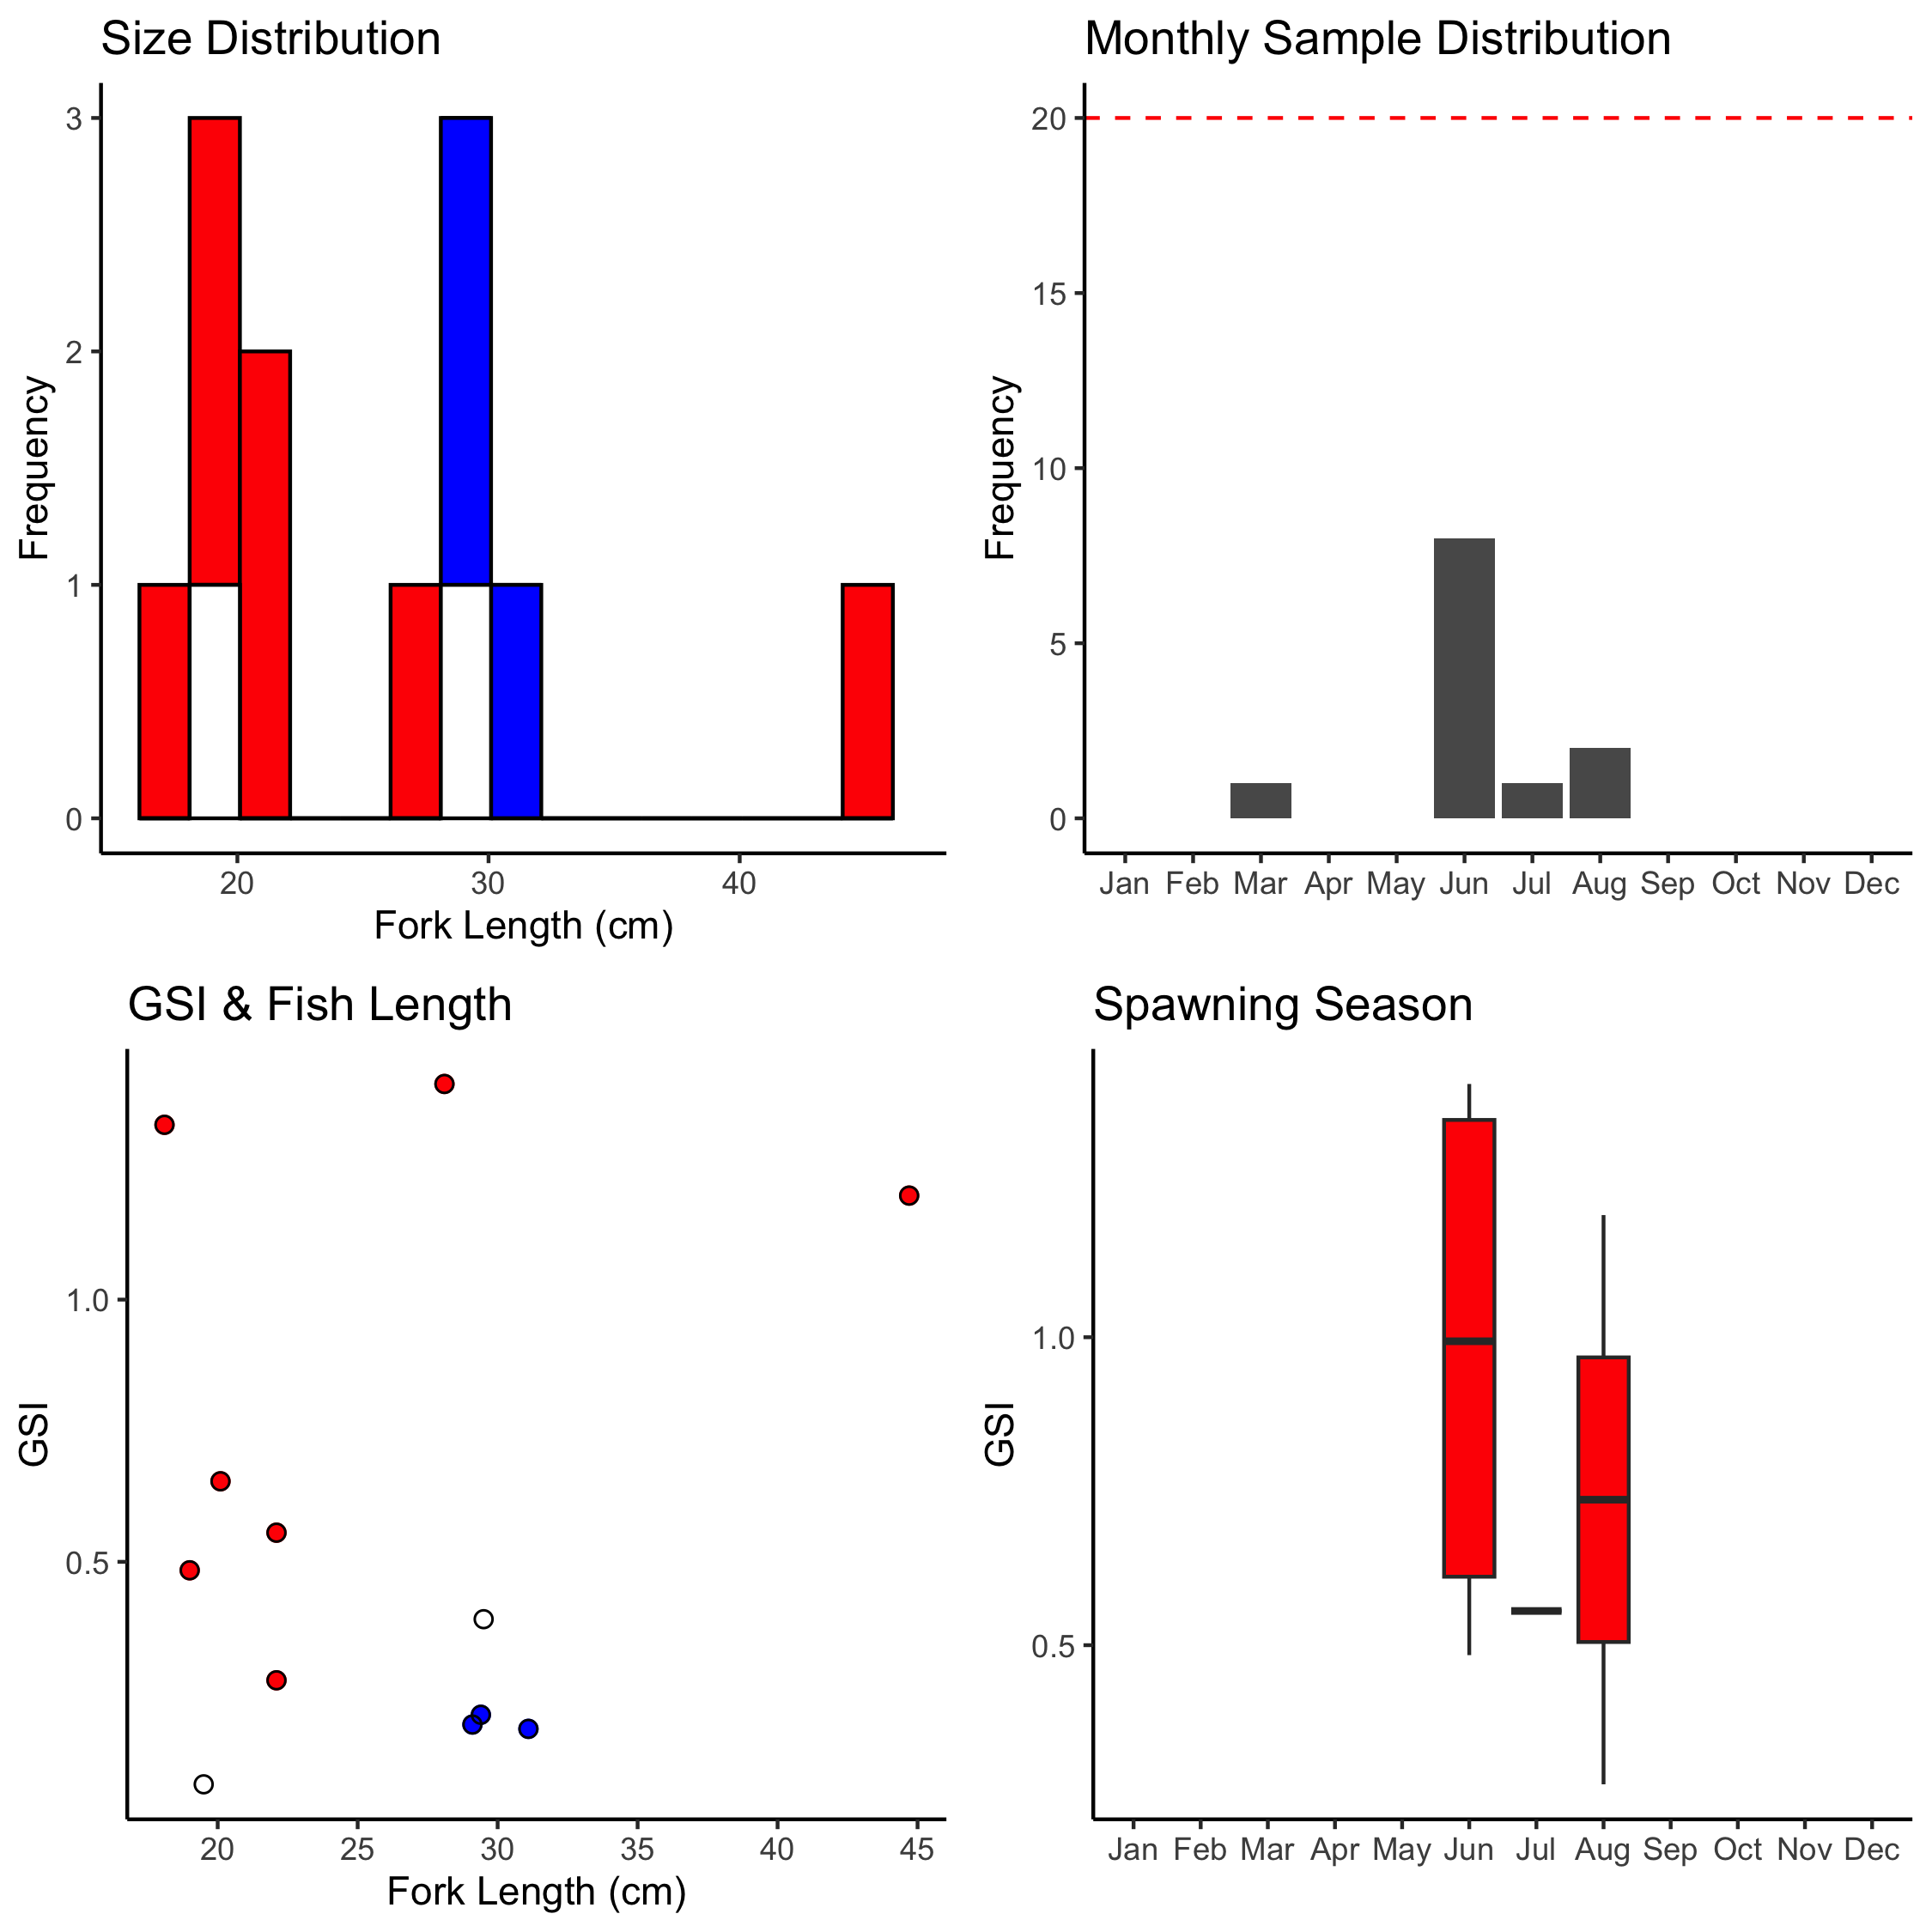 Size Distribution
3
2
1
0
Frequency
20 30 40
Fork Length (cm)
Monthly Sample Distribution
20
15
10
5
0
Frequency
Jan Feb Mar Apr May Jun Jul Aug Sep Oct Nov Dec
GSI & Fish Length
1.0
0.5
GSI
20 25 30 35 40 45
Fork Length (cm)
Spawning Season
1.0
0.5
GSI
Jan Feb Mar Apr May Jun Jul Aug Sep Oct Nov Dec